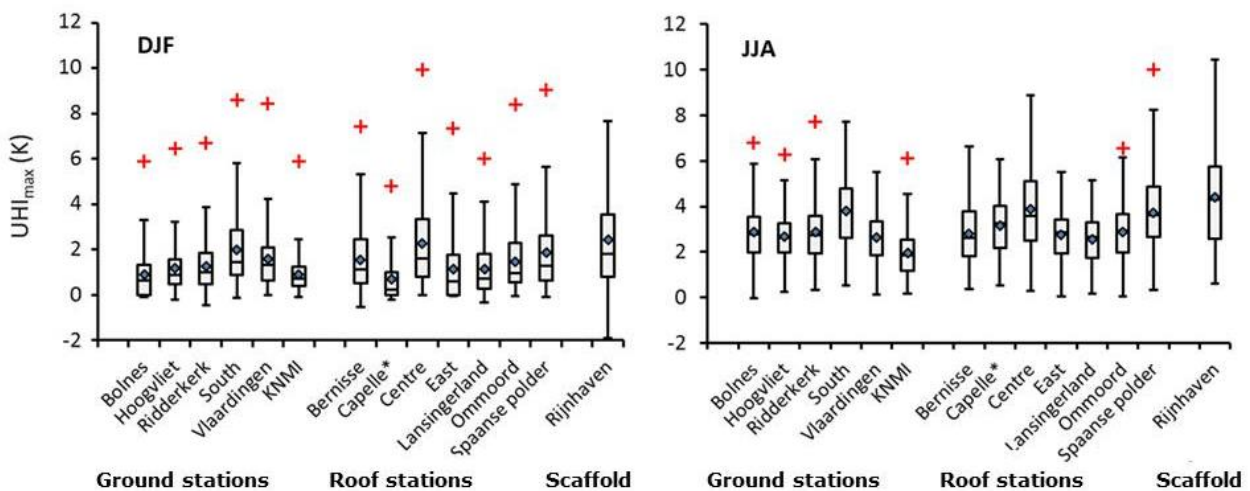 DJF
UHImax (K)
12
10
8
6
4
2
0
-2
Bolnes
Hoogvliet
Ridderkerk
South
Vlaardingen
KNMI
Bernisse
Capelle*
Centre
East
Lansingerland
Ommoord
Spaanse polder
Rijnhaven
Ground stations Roof stations Scaffold
JJA
12
10
8
6
4
2
0
-2
Bolnes
Hoogvliet
Ridderkerk
South
Vlaardingen
KNMI
Bernisse
Capelle*
Centre
East
Lansingerland
Ommoord
Spaanse polder
Rijnhaven
Ground stations Roof stations Scaffold